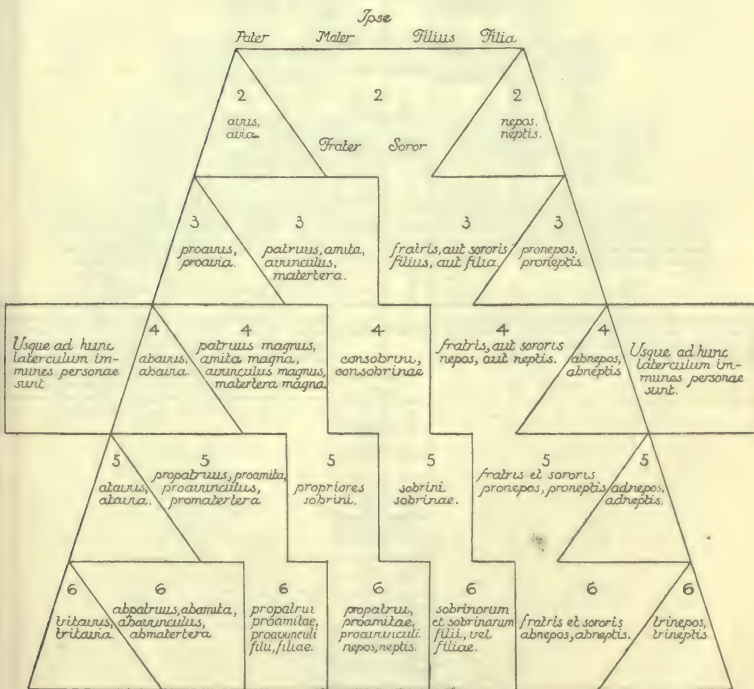 Ipse
Pater Mater Filius Filia
2
avus,
avia.
2
Frater Soror
2
nepos,
neptis.
3
proavus,
proavia.
3
patruus, amita,
avunculus,
matertera.
3
fratris, aut sororis
filius, aut filia.
3
pronepos,
proneptis.
Usque ad hunc
laterculum im-
munes personae
sunt
4
abavus,
abavia.
4
patruus magnus,
amita magna,
avunculus magnus,
matertera magna.
4
consobrini,
consobrinae.
4
fratris, aut sororis
nepos, aut neptis.
4
abnepos,
abneptis
Usque ad hunc
laterculum im-
munes personae
sunt.
5
atavus,
atavia.
5
propatruus, proamita,
proavunculus,
promatertera
5
propriores
sobrini.
5
sobrini
sobrinae.
5
fratris et sororis
pronepos, proneptis
5
adnepos,
adneptis.
6
tritavus,
tritavia.
6
abpatruus, abamita,
abavunculus,
abmatertera
6
propatrui
proamitae,
proavunculi
filii, filiae.
6
propatrui,
proamitae,
proavunculi
nepos, neptis.
6
sobrinorum
et sobrinarum
filii, vel
filiae.
6
fratris et sororis
abnepos, abneptis.
6
trinepos,
trineptis